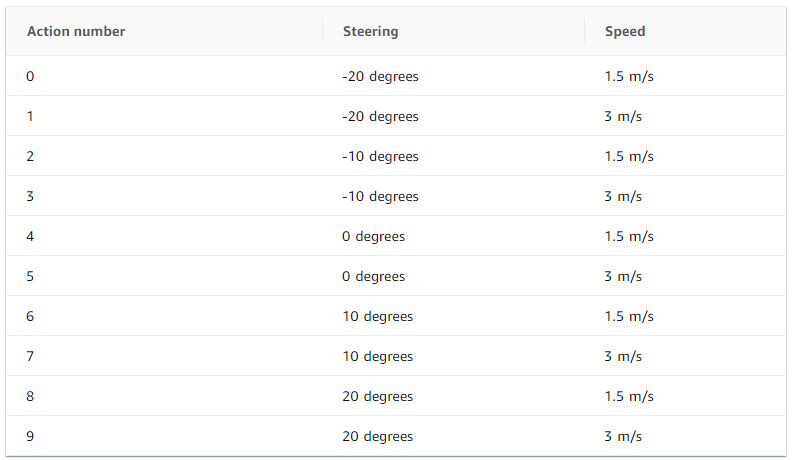 Action number Steering Speed
0 -20 degrees 1.5 m/s
1 -20 degrees 3 m/s
2 -10 degrees 1.5 m/s
3 -10 degrees 3 m/s
4 0 degrees 1.5 m/s
5 0 degrees 3 m/s
6 10 degrees 1.5 m/s
7 10 degrees 3 m/s
8 20 degrees 1.5 m/s
9 20 degrees 3 m/s